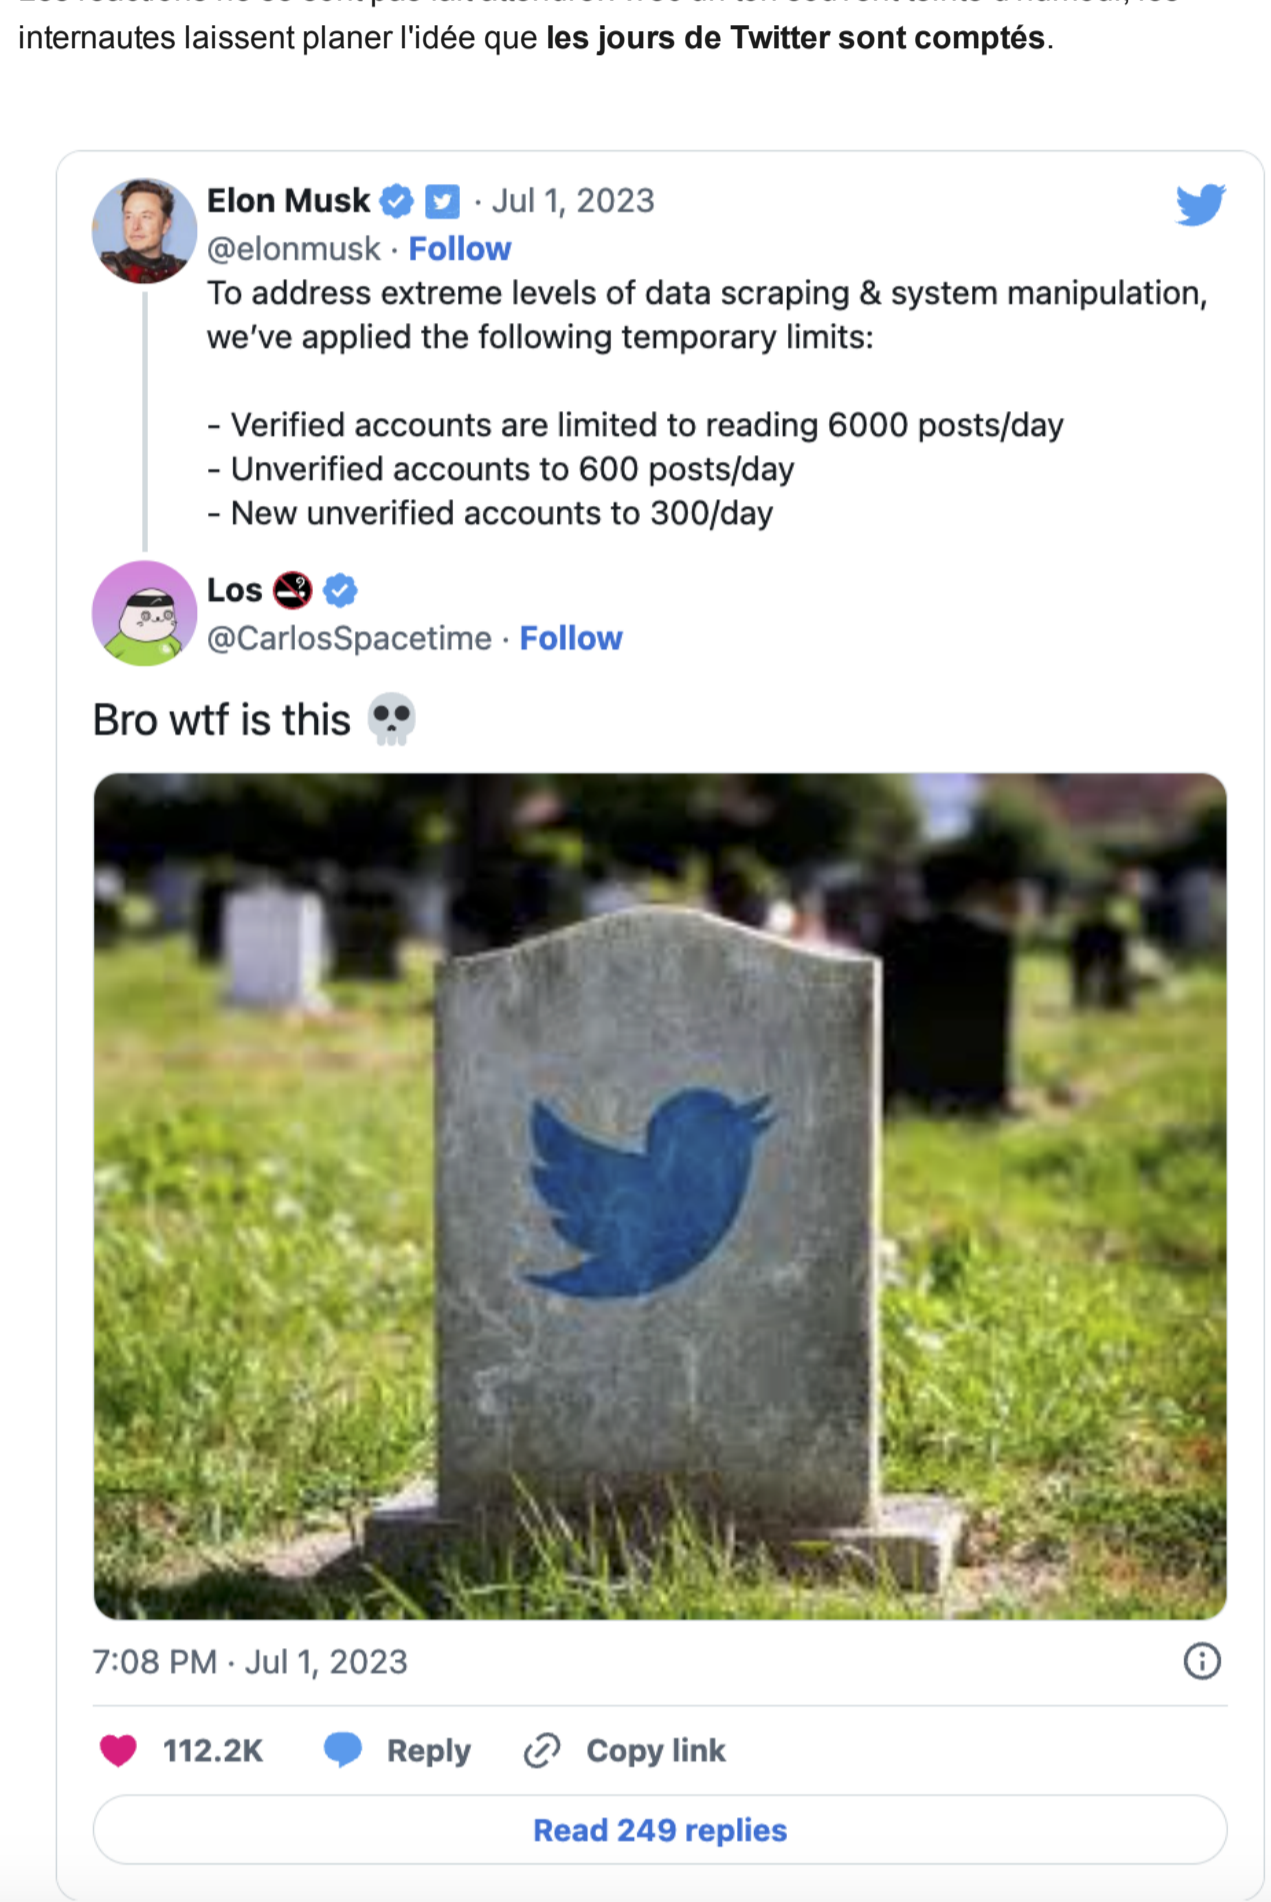 internautes laissent planer l'idée que les jours de Twitter sont comptés.
Elon Musk · Jul 1, 2023
@elonmusk · Follow
To address extreme levels of data scraping & system manipulation,
we’ve applied the following temporary limits:
- Verified accounts are limited to reading 6000 posts/day
- Unverified accounts to 600 posts/day
- New unverified accounts to 300/day
Los 🚭
@CarlosSpacetime · Follow
Bro wtf is this 💀
7:08 PM · Jul 1, 2023
112.2K Reply Copy link
Read 249 replies